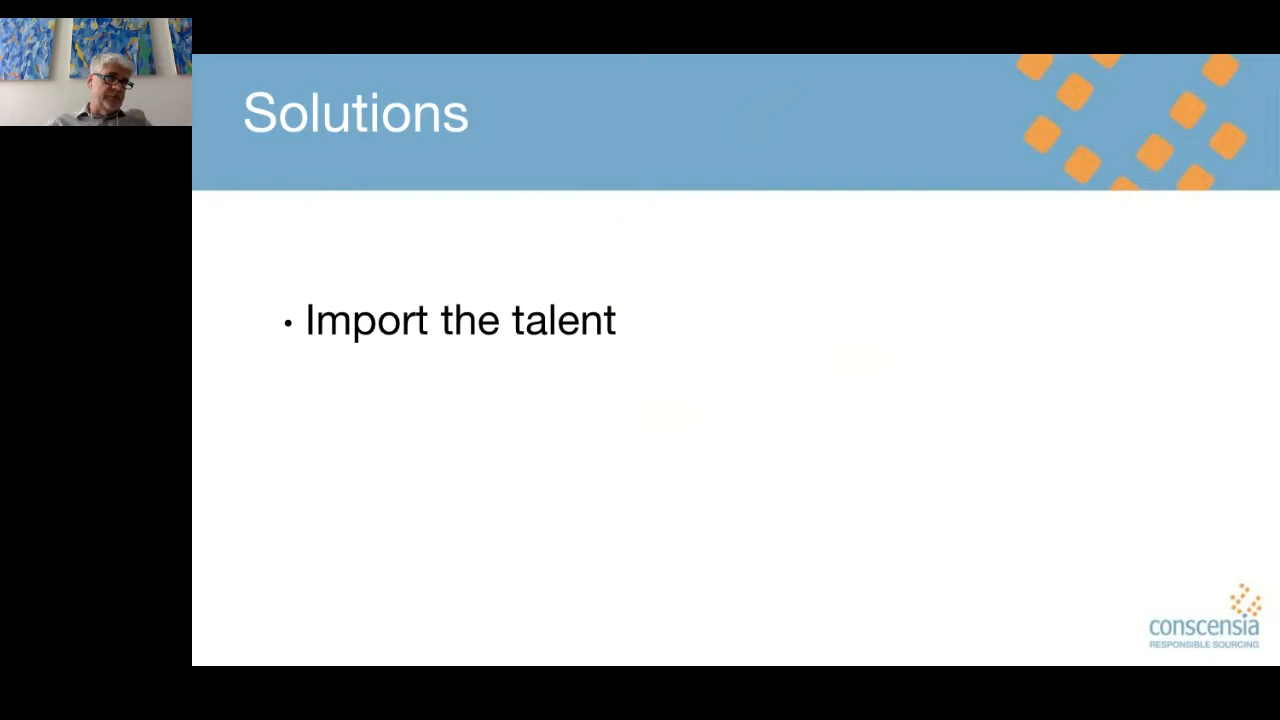 Solutions
• Import the talent
conscensia
RESPONSIBLE SOURCING